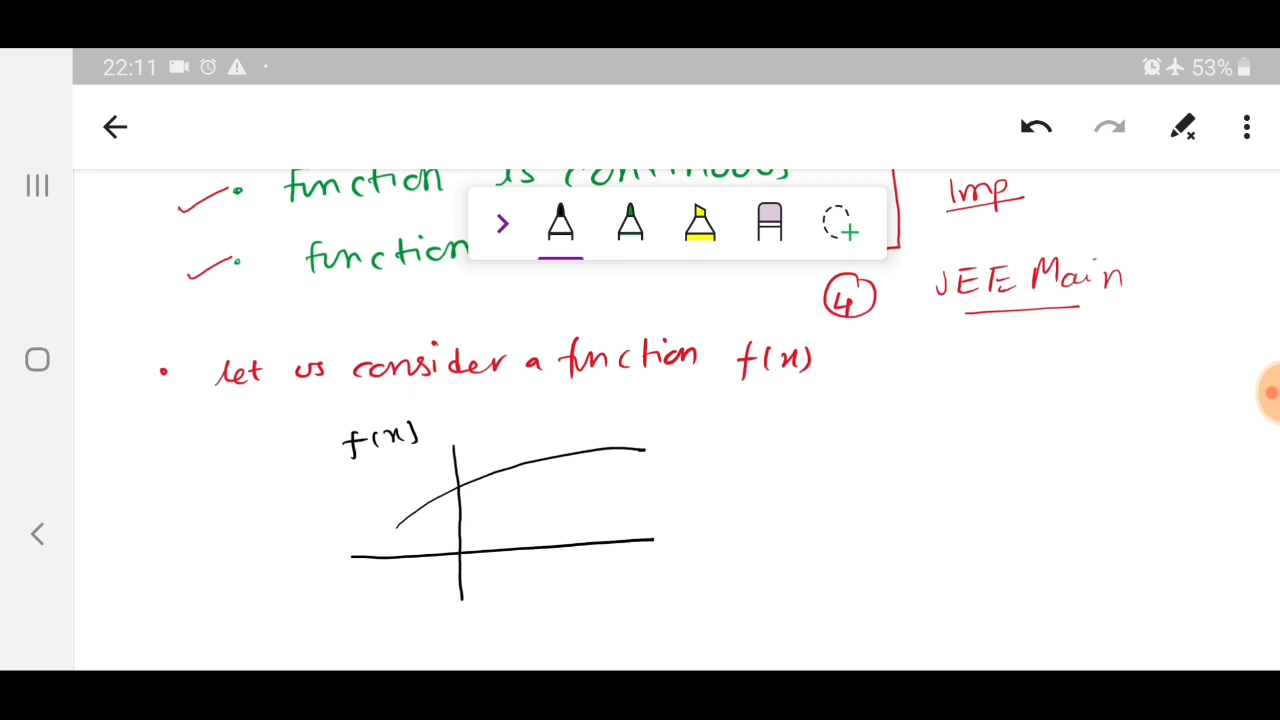 22:11
53%
• function is continuous
Imp
• function
4
JEE Main
• let us consider a function f(x)
f(x)